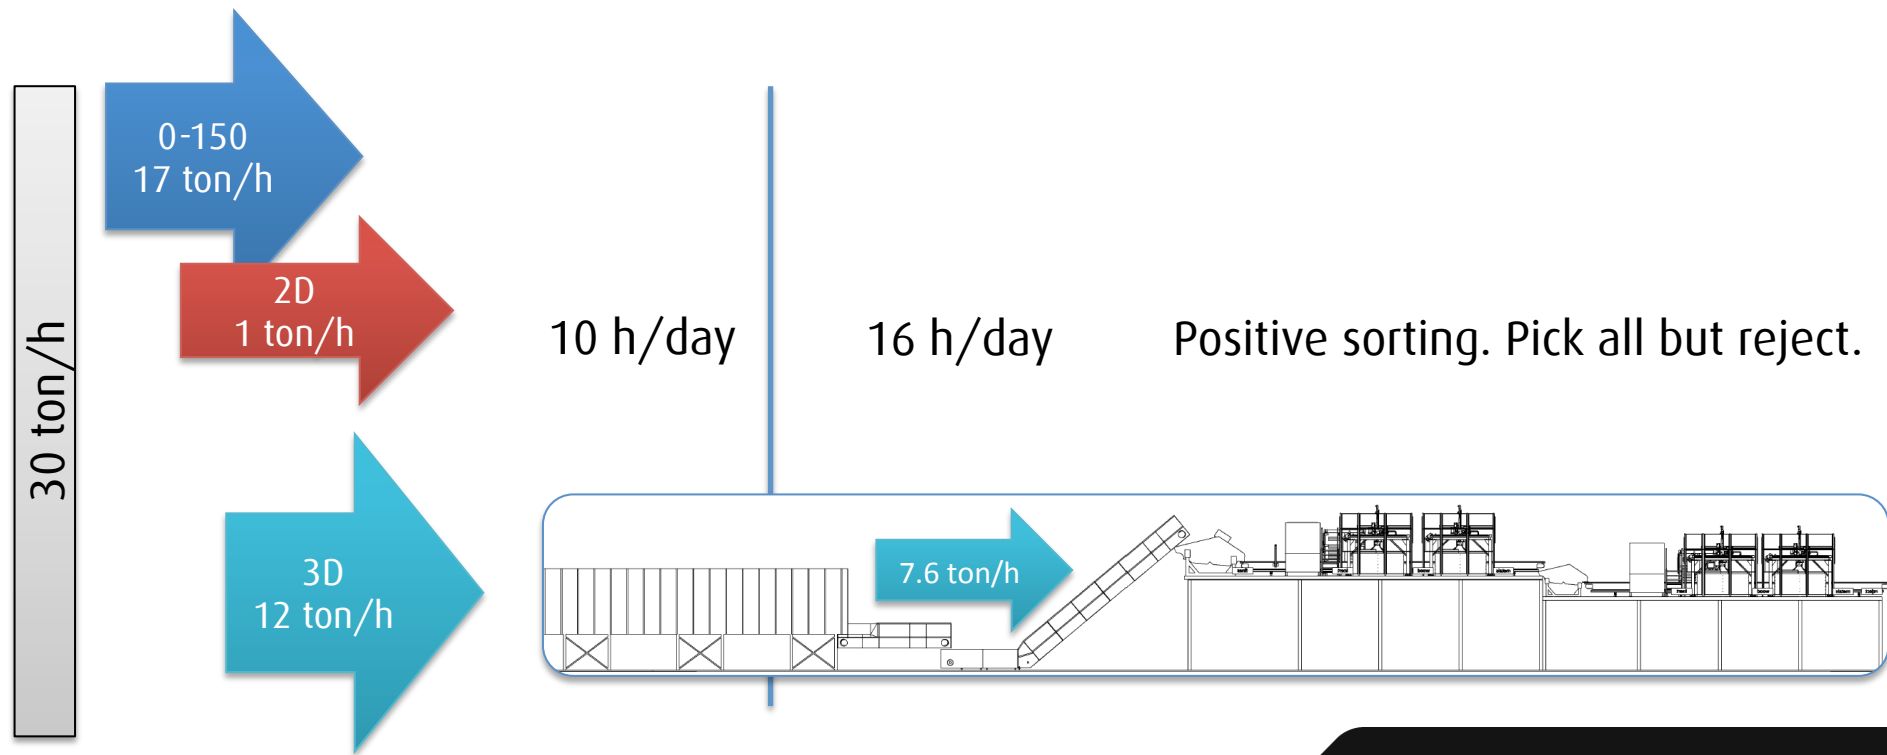 30 ton/h
0-150
17 ton/h
2D
1 ton/h
3D
12 ton/h
10 h/day
16 h/day
Positive sorting. Pick all but reject.
7.6 ton/h